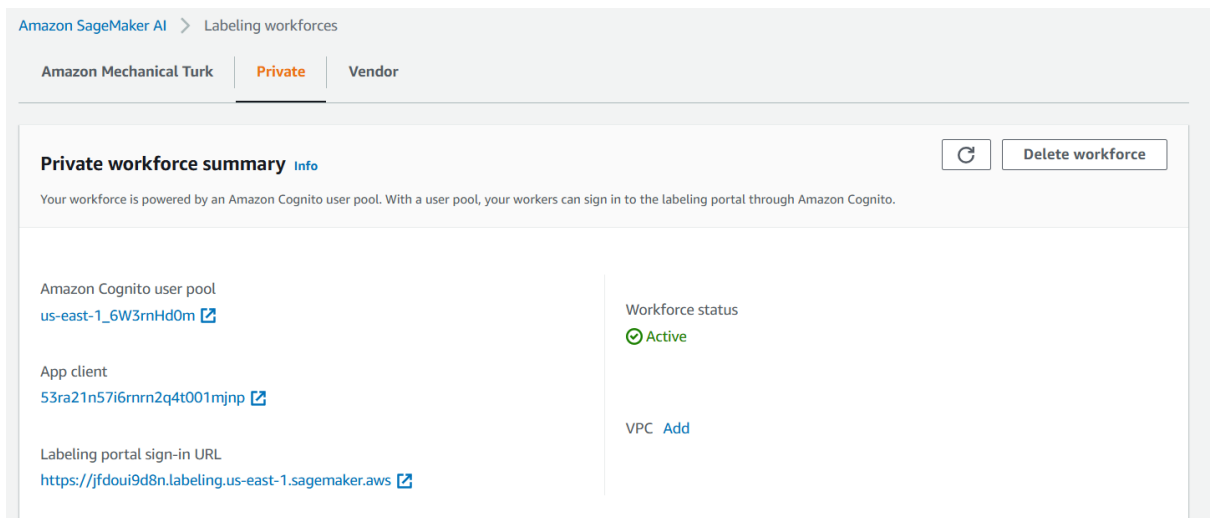 Amazon SageMaker AI > Labeling workforces
Amazon Mechanical Turk Private Vendor
Private workforce summary Info
Delete workforce
Your workforce is powered by an Amazon Cognito user pool. With a user pool, your workers can sign in to the labeling portal through Amazon Cognito.
Amazon Cognito user pool
us-east-1_6W3rnHd0m
App client
53ra21n57i6rnrn2q4t001mjnp
Labeling portal sign-in URL
https://jfdoui9d8n.labeling.us-east-1.sagemaker.aws
Workforce status
Active
VPC Add